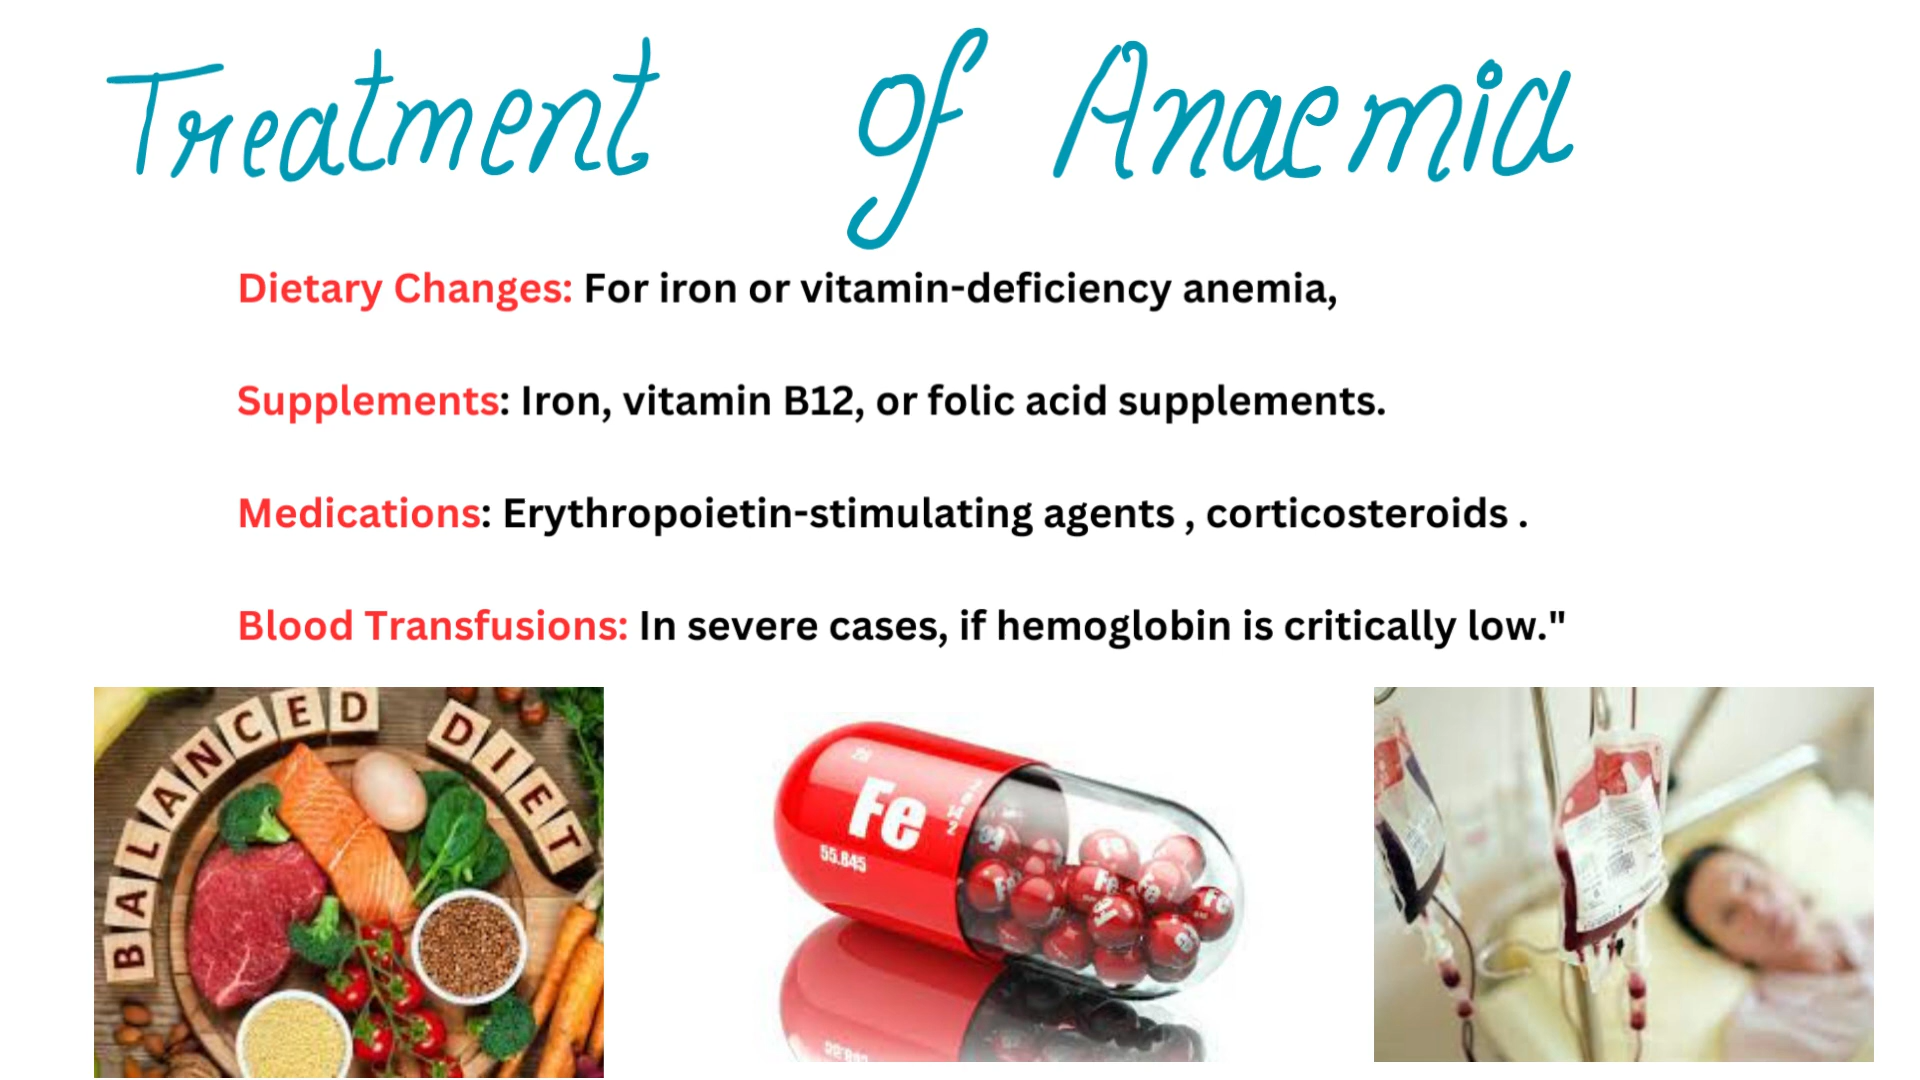 Treatment of Anaemia
Dietary Changes: For iron or vitamin-deficiency anemia,
Supplements: Iron, vitamin B12, or folic acid supplements.
Medications: Erythropoietin-stimulating agents , corticosteroids .
Blood Transfusions: In severe cases, if hemoglobin is critically low."
BALANCED DIET
Fe
55.845